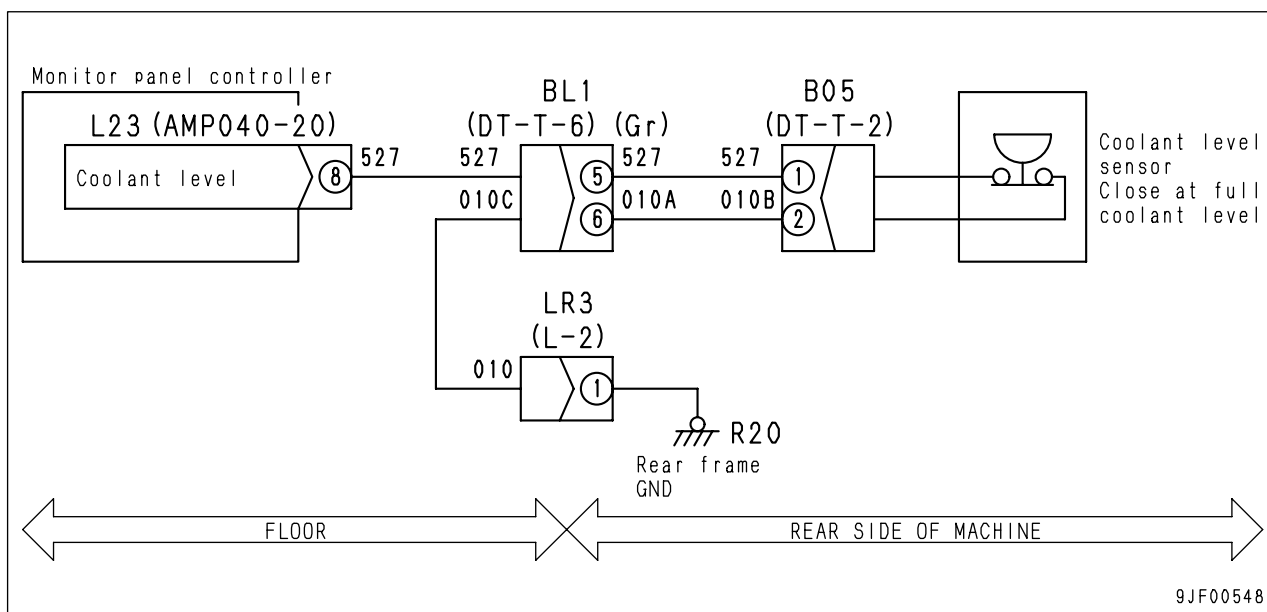 Monitor panel controller
L23 (AMP040-20)
Coolant level
8
527
BL1
(DT-T-6) (Gr)
527
010C
5
6
527
010A
B05
(DT-T-2)
527
010B
1
2
Coolant level
sensor
Close at full
coolant level
LR3
(L-2)
010
1
R20
Rear frame
GND
FLOOR
REAR SIDE OF MACHINE
9JF00548